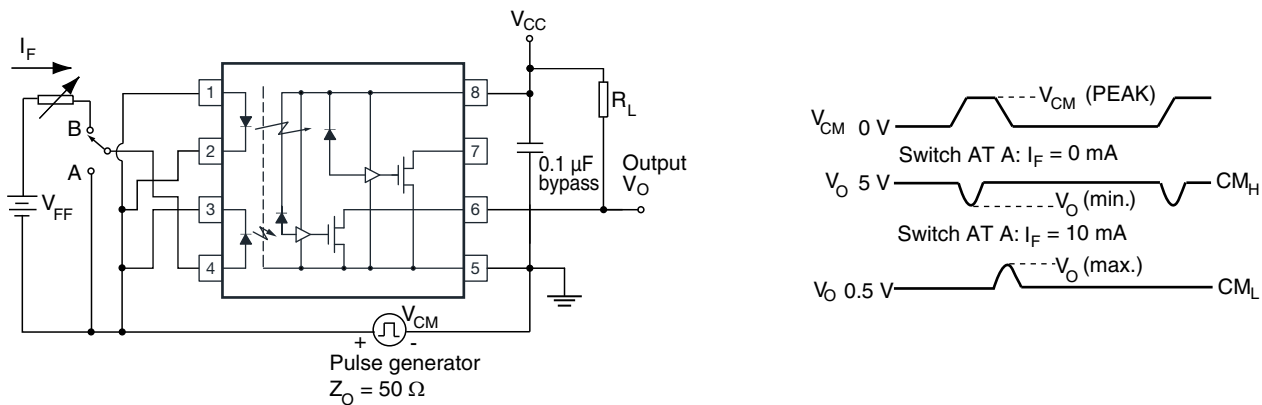 I_F
B
A
V_FF
1
2
3
4
8
7
6
5
V_CC
R_L
0.1 μF
bypass
Output
V_O
V_CM
+ -
Pulse generator
Z_O = 50 Ω
V_CM 0 V
V_CM (PEAK)
Switch AT A: I_F = 0 mA
V_O 5 V
CM_H
V_O (min.)
Switch AT A: I_F = 10 mA
V_O (max.)
V_O 0.5 V
CM_L